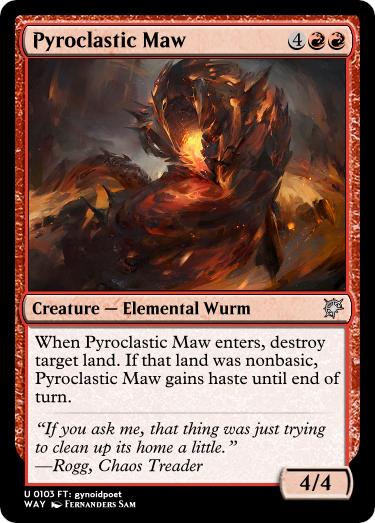 Pyroclastic Maw 4
Creature — Elemental Wurm
When Pyroclastic Maw enters, destroy
target land. If that land was nonbasic,
Pyroclastic Maw gains haste until end of
turn.
“If you ask me, that thing was just trying
to clean up its home a little.”
—Rogg, Chaos Treader
4/4
U 0103 FT: gynoidpoet
WAY Fernanders Sam